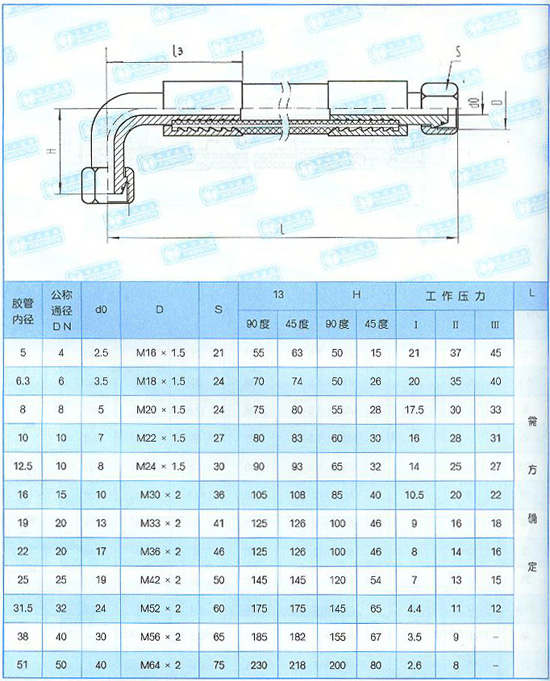 l3
S
d0
D
H
l
胶管内径 公称通径DN d0 D S 13 H 工作压力 L
90度 45度 90度 45度 I II III
5 4 2.5 M16 × 1.5 21 55 63 50 15 21 37 45
6.3 6 3.5 M18 × 1.5 24 70 74 50 26 20 35 40
8 8 5 M20 × 1.5 24 75 80 55 28 17.5 30 33
10 10 7 M22 × 1.5 27 80 83 60 30 16 28 31
12.5 10 8 M24 × 1.5 30 90 93 65 32 14 25 27
16 15 10 M30 × 2 36 105 108 85 40 10.5 20 22
19 20 13 M33 × 2 41 125 126 100 46 9 16 18
22 20 17 M36 × 2 46 125 126 100 46 8 14 16
25 25 19 M42 × 2 50 145 145 120 54 7 13 15
31.5 32 24 M52 × 2 60 175 175 145 65 4.4 11 12
38 40 30 M56 × 2 65 185 182 155 67 3.5 9 –
51 50 40 M64 × 2 75 230 218 200 80 2.6 8 –
需方确定